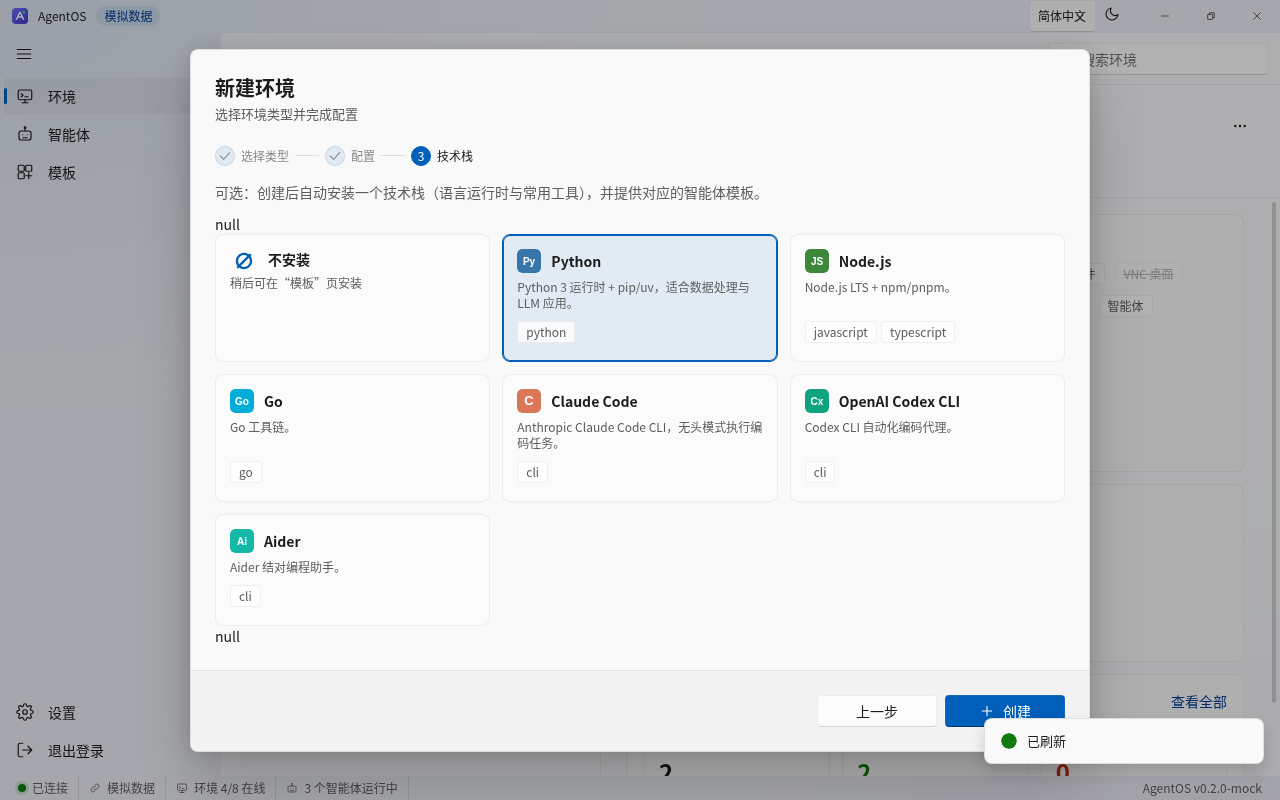 AgentOS 模拟数据 简体中文
搜索环境
环境
智能体
模板
设置
退出登录
新建环境
选择环境类型并完成配置
选择类型 配置 3 技术栈
可选：创建后自动安装一个技术栈（语言运行时与常用工具），并提供对应的智能体模板。
null
不安装
稍后可在“模板”页安装
Py Python
Python 3 运行时 + pip/uv，适合数据处理与
LLM 应用。
python
JS Node.js
Node.js LTS + npm/pnpm。
javascript typescript
Go Go
Go 工具链。
go
C Claude Code
Anthropic Claude Code CLI，无头模式执行编
码任务。
cli
Cx OpenAI Codex CLI
Codex CLI 自动化编码代理。
cli
Ai Aider
Aider 结对编程助手。
cli
null
上一步 创建
VNC 桌面
智能体
查看全部
已刷新
2 2 0
已连接 模拟数据 环境 4/8 在线 3 个智能体运行中 AgentOS v0.2.0-mock